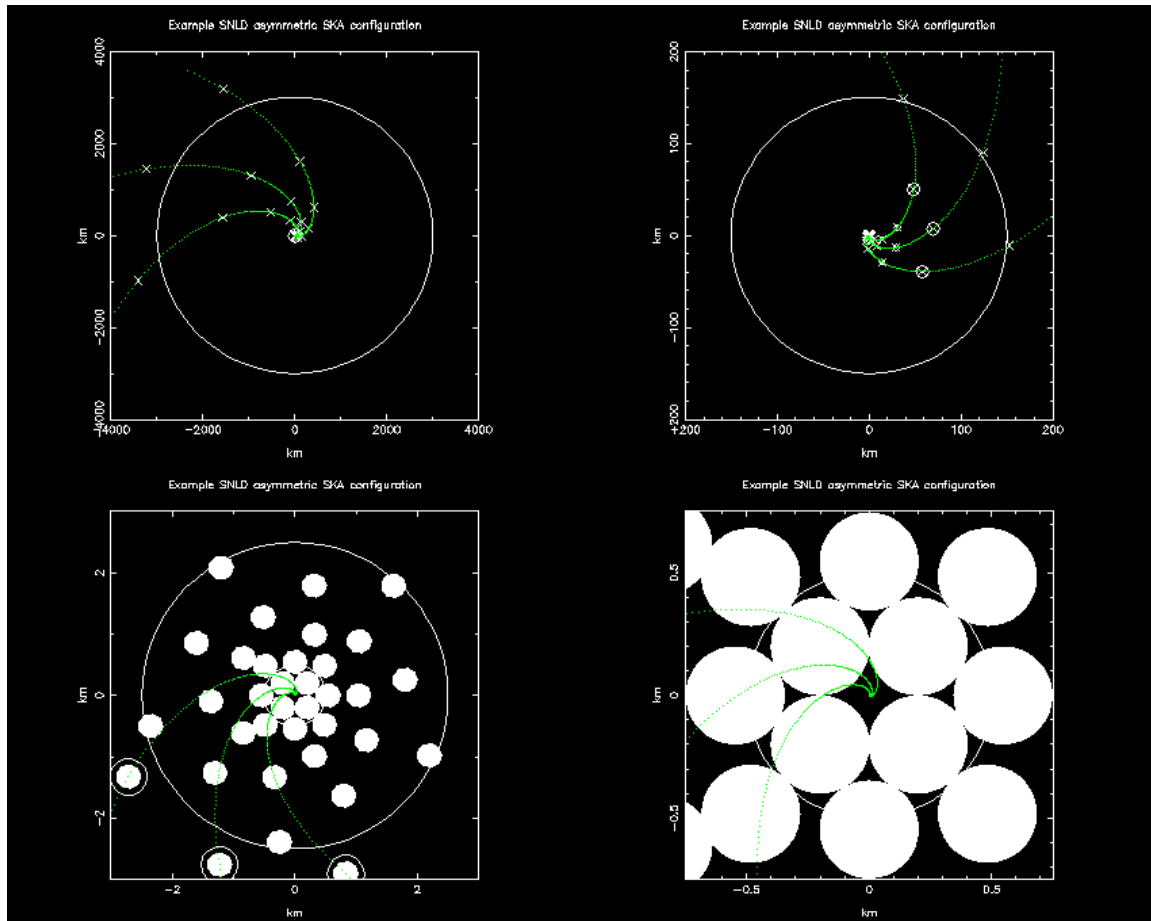 Example SNLD asymmetric SKA configuration
4000
2000
km
0
-2000
-4000
-4000 -2000 0 2000 4000
km
Example SNLD asymmetric SKA configuration
200
100
km
0
-100
-200
-200 -100 0 100 200
km
Example SNLD asymmetric SKA configuration
2
km
0
-2
-2 0 2
km
Example SNLD asymmetric SKA configuration
0.5
km
0
-0.5
-0.5 0 0.5
km